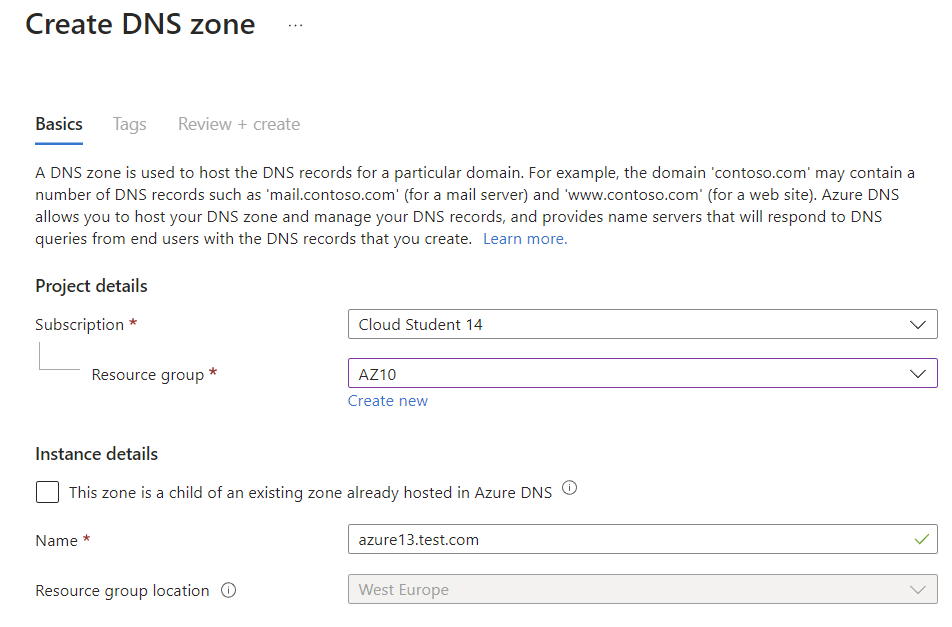 Create DNS zone ...
Basics Tags Review + create
A DNS zone is used to host the DNS records for a particular domain. For example, the domain 'contoso.com' may contain a
number of DNS records such as 'mail.contoso.com' (for a mail server) and 'www.contoso.com' (for a web site). Azure DNS
allows you to host your DNS zone and manage your DNS records, and provides name servers that will respond to DNS
queries from end users with the DNS records that you create. Learn more.
Project details
Subscription * Cloud Student 14
Resource group * AZ10
Create new
Instance details
This zone is a child of an existing zone already hosted in Azure DNS
Name * azure13.test.com
Resource group location West Europe